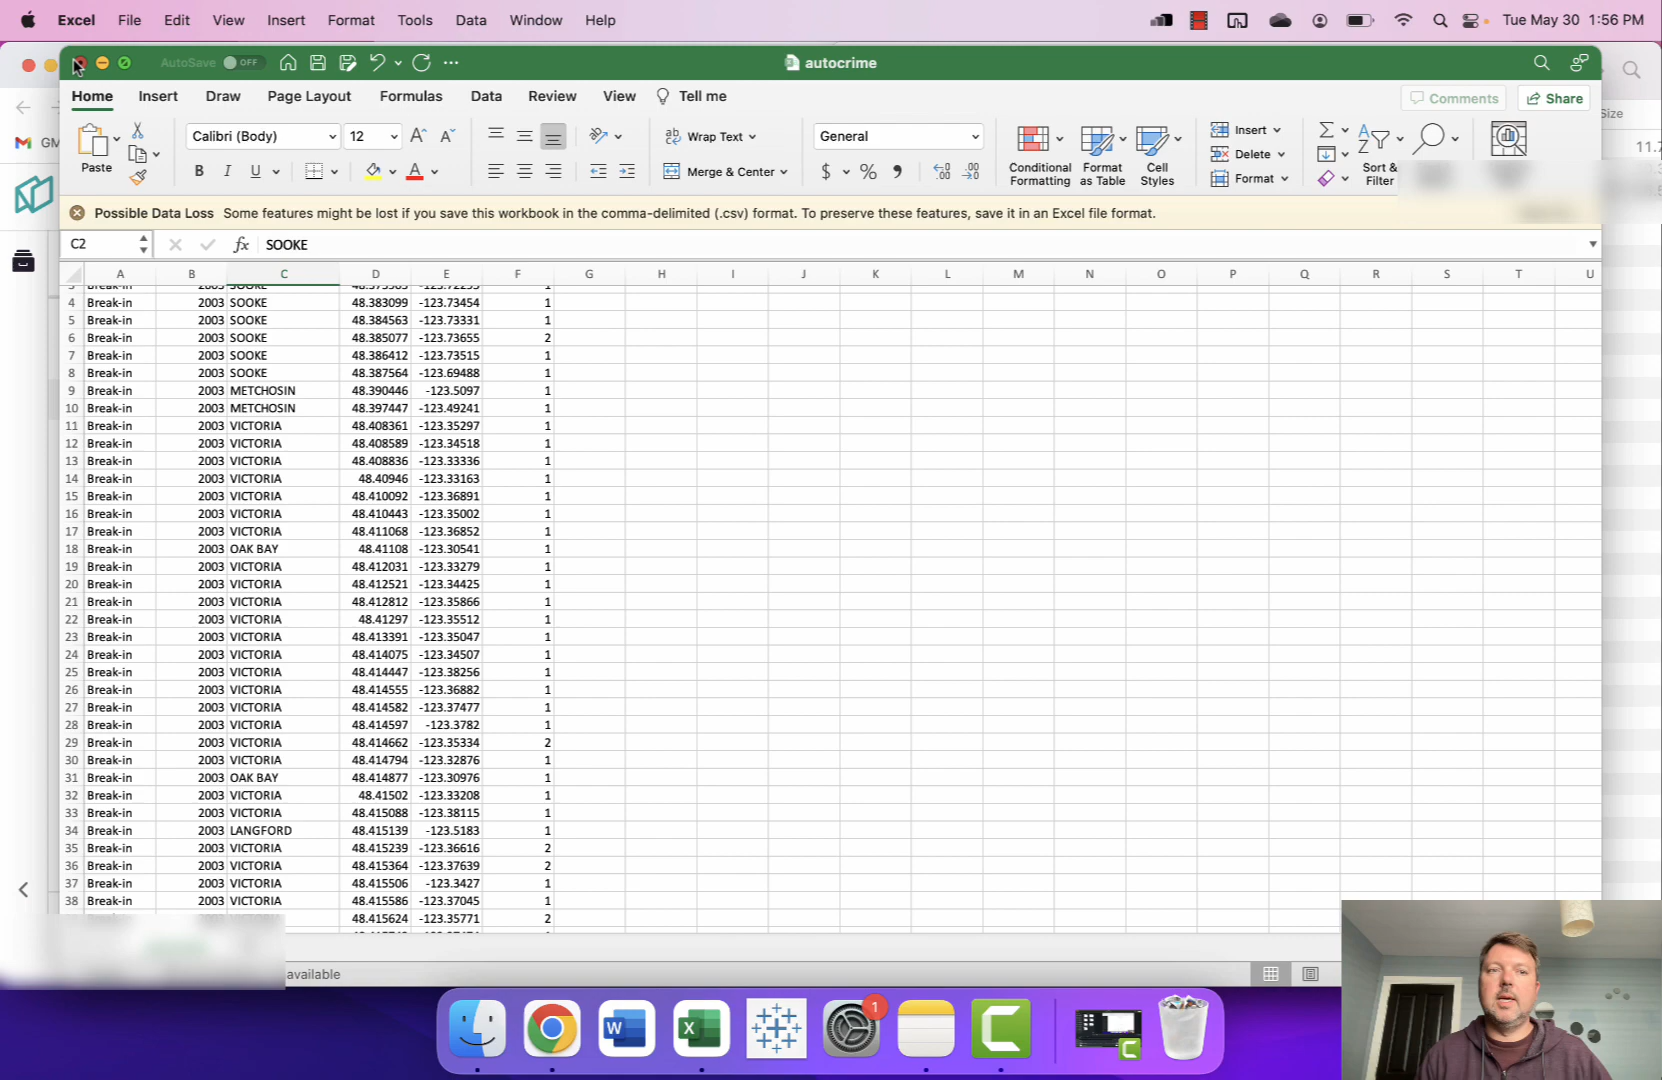 Excel File Edit View Insert Format Tools Data Window Help Tue May 30 1:56 PM
AutoSave OFF autocrime
Home Insert Draw Page Layout Formulas Data Review View Tell me Comments Share
Size
GM
Paste Calibri (Body) 12 Wrap Text General Conditional Formatting Format as Table Cell Styles Insert Sort & Filter
11.7
B I U Merge & Center $ % Delete
Format
Possible Data Loss Some features might be lost if you save this workbook in the comma-delimited (.csv) format. To preserve these features, save it in an Excel file format.
C2 fx SOOKE
A B C D E F G H I J K L M N O P Q R S T U
4 Break-in 2003 SOOKE 48.383099 -123.73454 1
5 Break-in 2003 SOOKE 48.384563 -123.73331 1
6 Break-in 2003 SOOKE 48.385077 -123.73655 2
7 Break-in 2003 SOOKE 48.386412 -123.73515 1
8 Break-in 2003 SOOKE 48.387564 -123.69488 1
9 Break-in 2003 METCHOSIN 48.390446 -123.5097 1
10 Break-in 2003 METCHOSIN 48.397447 -123.49241 1
11 Break-in 2003 VICTORIA 48.408361 -123.35297 1
12 Break-in 2003 VICTORIA 48.408589 -123.34518 1
13 Break-in 2003 VICTORIA 48.408836 -123.33336 1
14 Break-in 2003 VICTORIA 48.40946 -123.33163 1
15 Break-in 2003 VICTORIA 48.410092 -123.36891 1
16 Break-in 2003 VICTORIA 48.410443 -123.35002 1
17 Break-in 2003 VICTORIA 48.411068 -123.36852 1
18 Break-in 2003 OAK BAY 48.41108 -123.30541 1
19 Break-in 2003 VICTORIA 48.412031 -123.33279 1
20 Break-in 2003 VICTORIA 48.412521 -123.34425 1
21 Break-in 2003 VICTORIA 48.412812 -123.35866 1
22 Break-in 2003 VICTORIA 48.41297 -123.35512 1
23 Break-in 2003 VICTORIA 48.413391 -123.35047 1
24 Break-in 2003 VICTORIA 48.414075 -123.34507 1
25 Break-in 2003 VICTORIA 48.414447 -123.38256 1
26 Break-in 2003 VICTORIA 48.414555 -123.36882 1
27 Break-in 2003 VICTORIA 48.414582 -123.37477 1
28 Break-in 2003 VICTORIA 48.414597 -123.3782 1
29 Break-in 2003 VICTORIA 48.414662 -123.35334 2
30 Break-in 2003 VICTORIA 48.414794 -123.32876 1
31 Break-in 2003 OAK BAY 48.414877 -123.30976 1
32 Break-in 2003 VICTORIA 48.41502 -123.33208 1
33 Break-in 2003 VICTORIA 48.415088 -123.38115 1
34 Break-in 2003 LANGFORD 48.415139 -123.5183 1
35 Break-in 2003 VICTORIA 48.415239 -123.36616 2
36 Break-in 2003 VICTORIA 48.415364 -123.37639 2
37 Break-in 2003 VICTORIA 48.415506 -123.3427 1
38 Break-in 2003 VICTORIA 48.415586 -123.37045 1
48.415624 -123.35771 2
available
W X 1 C